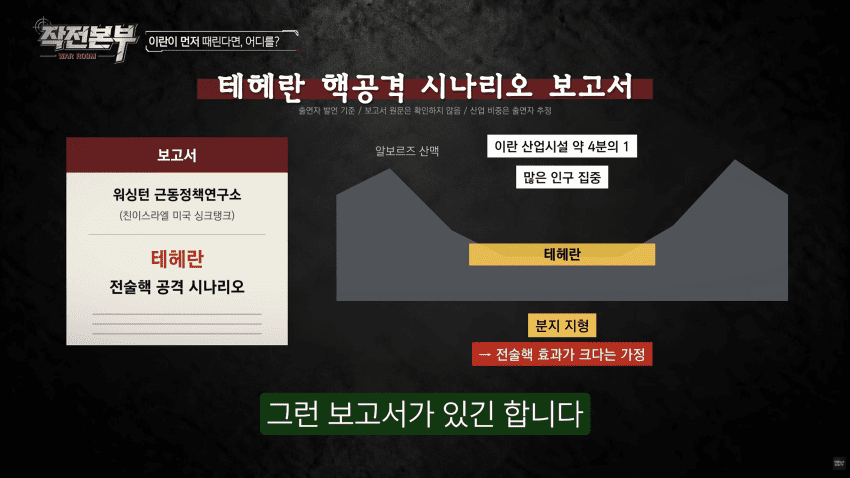 작전본부
WAR ROOM
이란이 먼저 때린다면, 어디를?
테헤란 핵공격 시나리오 보고서
출연자 발언 기준 / 보고서 원문은 확인하지 않음 / 산업 비중은 출연자 추정
보고서
워싱턴 근동정책연구소
(친이스라엘 미국 싱크탱크)
테헤란
전술핵 공격 시나리오
알보르즈 산맥
이란 산업시설 약 4분의 1
많은 인구 집중
테헤란
분지 지형
→ 전술핵 효과가 크다는 가정
그런 보고서가 있긴 합니다